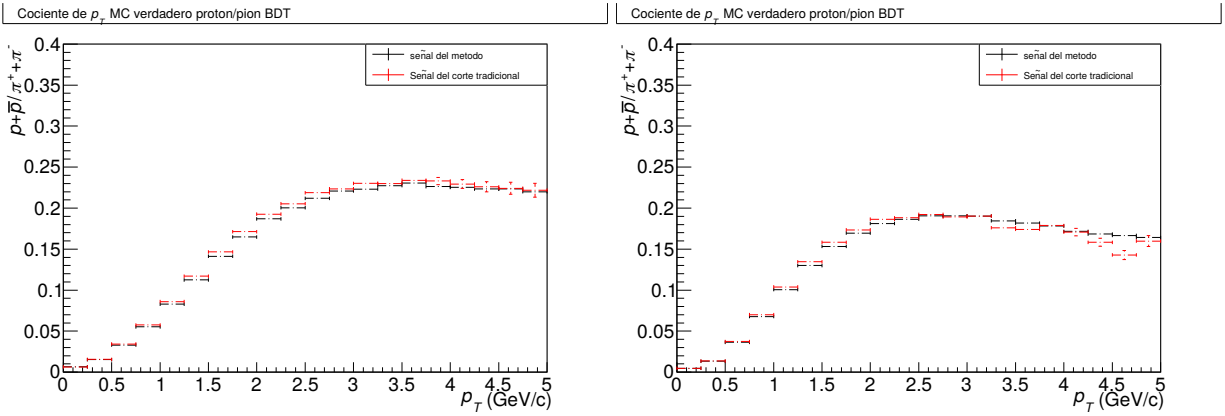 Cociente de p_T MC verdadero proton/pion BDT
p+p̅/π⁺+π⁻
0.4
0.35
0.3
0.25
0.2
0.15
0.1
0.05
0
señal del metodo
Señal del corte tradicional
0 0.5 1 1.5 2 2.5 3 3.5 4 4.5 5
p_T (GeV/c)
Cociente de p_T MC verdadero proton/pion BDT
p+p̅/π⁺+π⁻
0.4
0.35
0.3
0.25
0.2
0.15
0.1
0.05
0
señal del metodo
Señal del corte tradicional
0 0.5 1 1.5 2 2.5 3 3.5 4 4.5 5
p_T (GeV/c)